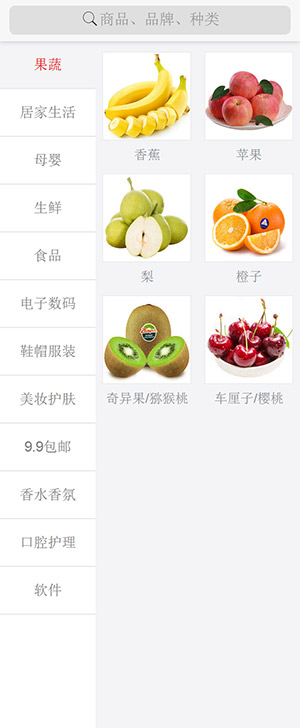 商品、品牌、种类
果蔬
居家生活
母婴
生鲜
食品
电子数码
鞋帽服装
美妆护肤
9.9包邮
香水香氛
口腔护理
软件
香蕉
苹果
梨
橙子
奇异果/猕猴桃
车厘子/樱桃